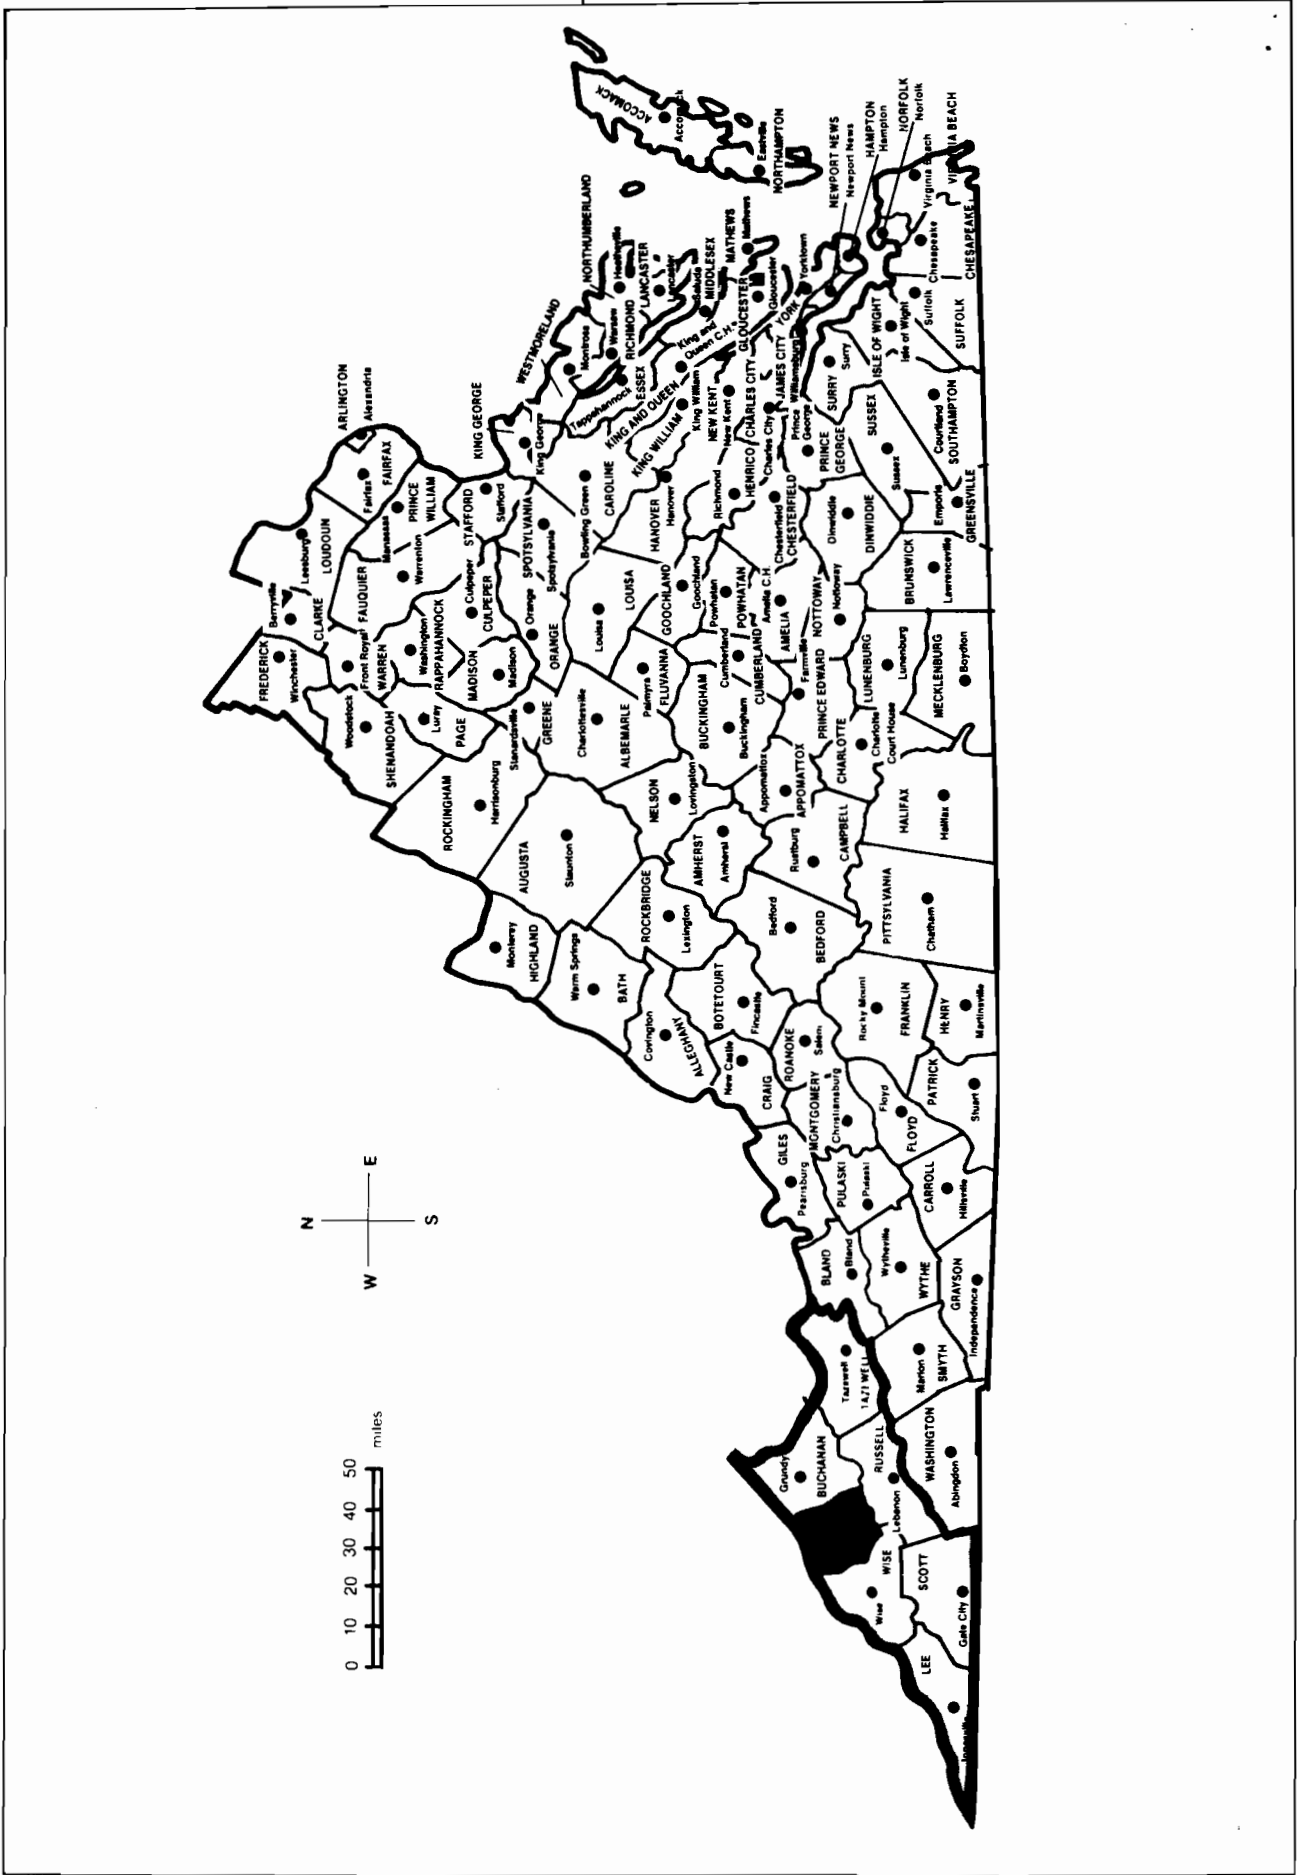 N
W
E
S
0 10 20 30 40 50
miles
FREDERICK
Winchester
Berryville
CLARKE
Leesburg
LOUDOUN
ARLINGTON
Alexandria
Fairfax
FAIRFAX
Woodstock
SHENANDOAH
Front Royal
WARREN
FAUQUIER
Warrenton
Manassas
PRINCE
WILLIAM
Luray
PAGE
Washington
RAPPAHANNOCK
Culpeper
CULPEPER
STAFFORD
Stafford
KING GEORGE
King George
ROCKINGHAM
Harrisonburg
MADISON
Madison
Stanardsville
GREENE
Orange
ORANGE
SPOTSYLVANIA
Spotsylvania
WESTMORELAND
Montross
NORTHUMBERLAND
Heathsville
ACCOMACK
Monterey
HIGHLAND
AUGUSTA
Staunton
Charlottesville
ALBEMARLE
Louisa
LOUISA
Bowling Green
CAROLINE
Tappahannock
ESSEX
Warsaw
RICHMOND
LANCASTER
Lancaster
Warm Springs
BATH
ROCKBRIDGE
Lexington
NELSON
Lovingston
Palmyra
FLUVANNA
GOOCHLAND
Goochland
HANOVER
Hanover
KING WILLIAM
King William
KING AND QUEEN
King and
Queen C.H.
Saluda
MIDDLESEX
MATHEWS
Mathews
Eastville
NORTHAMPTON
Covington
ALLEGHANY
BOTETOURT
Fincastle
AMHERST
Amherst
BUCKINGHAM
Buckingham
Cumberland
CUMBERLAND
Powhatan
POWHATAN
Richmond
HENRICO
NEW KENT
New Kent
CHARLES CITY
Charles City
JAMES CITY
Williamsburg
GLOUCESTER
Gloucester
YORK
Yorktown
NEWPORT NEWS
Newport News
HAMPTON
Hampton
NORFOLK
Norfolk
New Castle
CRAIG
ROANOKE
Salem
Bedford
BEDFORD
Rustburg
CAMPBELL
Appomattox
APPOMATTOX
Farmville
PRINCE EDWARD
Amelia C.H.
AMELIA
Chesterfield
CHESTERFIELD
Prince
George
PRINCE
GEORGE
SURRY
Surry
ISLE OF WIGHT
Isle of Wight
GILES
Pearisburg
MONTGOMERY
Christiansburg
CHARLOTTE
Charlotte
Court House
NOTTOWAY
Nottoway
Dinwiddie
DINWIDDIE
SUSSEX
Sussex
Suffolk
SUFFOLK
Chesapeake
CHESAPEAKE
Virginia Beach
VIRGINIA BEACH
BLAND
Bland
PULASKI
Pulaski
Floyd
FLOYD
Rocky Mount
FRANKLIN
PITTSYLVANIA
Chatham
HALIFAX
Halifax
LUNENBURG
Lunenburg
MECKLENBURG
Boydton
BRUNSWICK
Lawrenceville
Emporia
GREENSVILLE
Courtland
SOUTHAMPTON
Tazewell
TAZEWELL
Wytheville
WYTHE
CARROLL
Hillsville
PATRICK
Stuart
HENRY
Martinsville
Grundy
BUCHANAN
RUSSELL
Lebanon
Marion
SMYTH
GRAYSON
Independence
WASHINGTON
Abingdon
WISE
Wise
SCOTT
Gate City
LEE